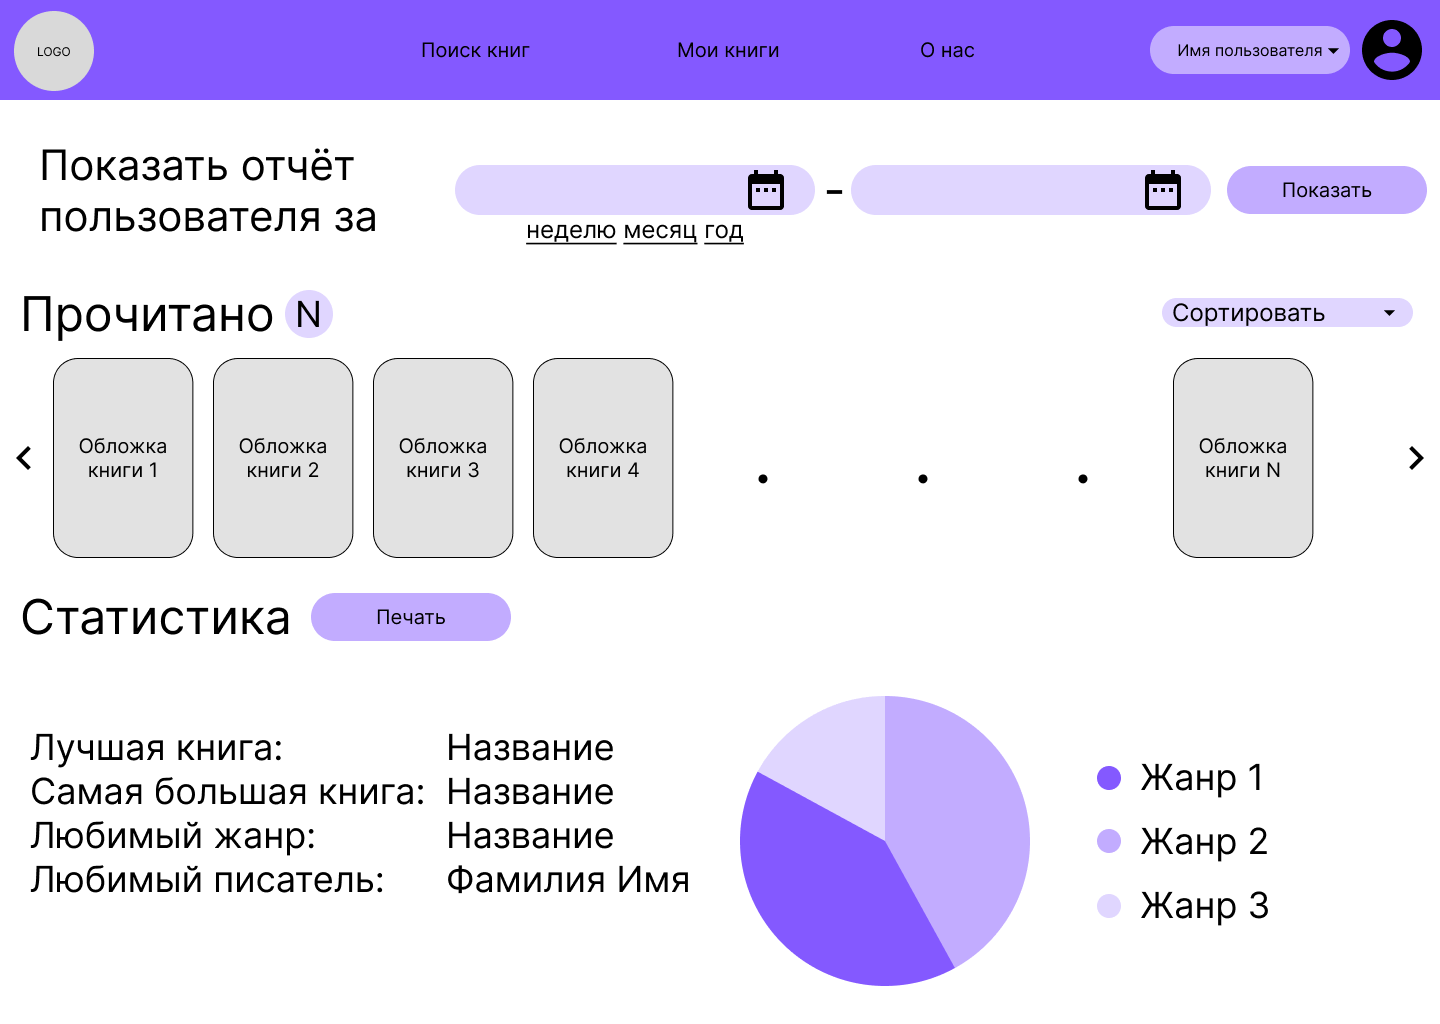 LOGO
Поиск книг
Мои книги
О нас
Имя пользователя
Показать отчёт
пользователя за
–
Показать
неделю месяц год
Прочитано N
Сортировать
Обложка
книги 1
Обложка
книги 2
Обложка
книги 3
Обложка
книги 4
. . .
Обложка
книги N
Статистика
Печать
Лучшая книга: Название
Самая большая книга: Название
Любимый жанр: Название
Любимый писатель: Фамилия Имя
Жанр 1
Жанр 2
Жанр 3